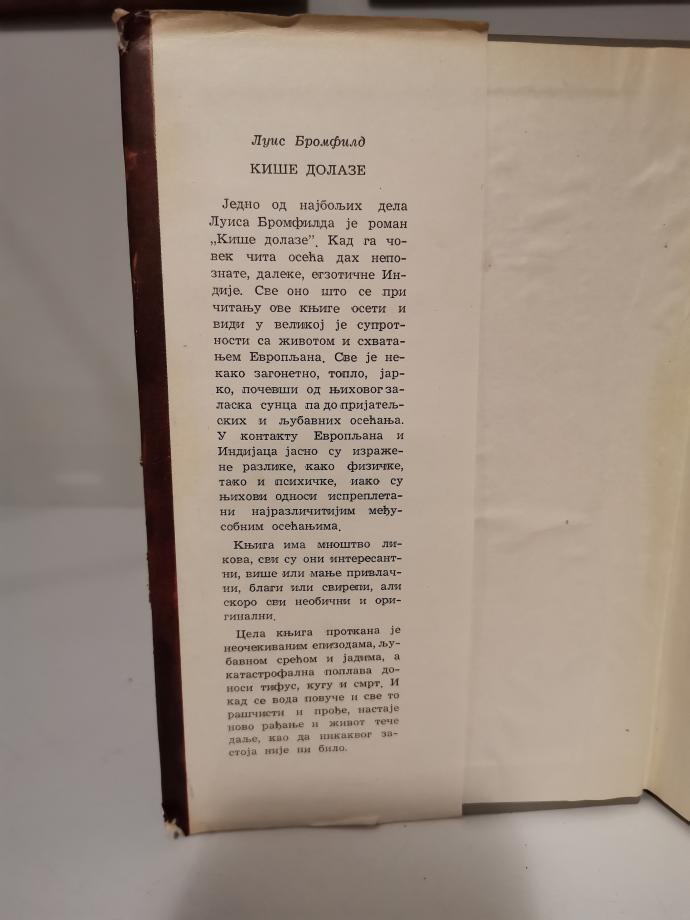 Луис Бромфилд
КИШЕ ДОЛАЗЕ
Једно од најбољих дела
Луиса Бромфилда је роман
„Кише долазе”. Кад га чо-
век чита осећа дах непо-
знате, далеке, егзотичне Ин-
дије. Све оно што се при
читању ове књиге осети и
види у великој је супрот-
ности са животом и схвата-
њем Европљана. Све је не-
како загонетно, топло, јар-
ко, почевши од њиховог за-
ласка сунца па до пријатељ-
ских и љубавних осећања.
У контакту Европљана и
Индијаца јасно су изражe-
не разлике, како физичке,
тако и психичке, иако су
њихови односи испреплета-
ни најразличитијим међу-
собним осећањима.
Књига има мноштво ли-
кова, сви су они интересант-
ни, више или мање привлач-
ни, благи или свирепи, али
скоро сви необични и ори-
гинални.
Цела књига проткана је
неочекиваним епизодама, љу-
бавном срећом и јадима, а
катастрофална поплава до-
носи тифус, кугу и смрт. И
кад се вода повуче и све то
рашчисти и прође, настаје
ново рађање и живот тече
даље, као да никаквог за-
стоја није ни било.